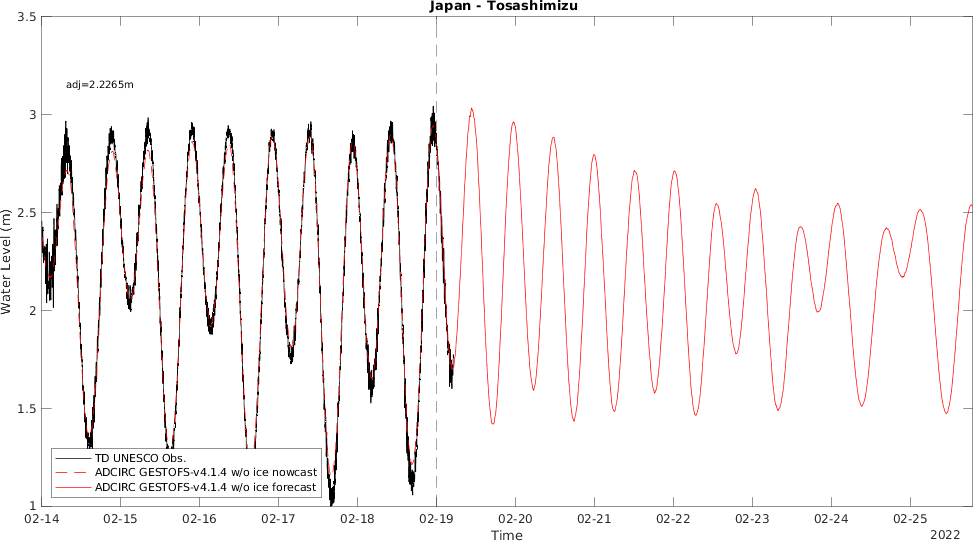 Japan - Tosashimizu
3.5
3
2.5
2
1.5
1
Water Level (m)
adj=2.2265m
TD UNESCO Obs.
ADCIRC GESTOFS-v4.1.4 w/o ice nowcast
ADCIRC GESTOFS-v4.1.4 w/o ice forecast
02-14 02-15 02-16 02-17 02-18 02-19 02-20 02-21 02-22 02-23 02-24 02-25
Time
2022